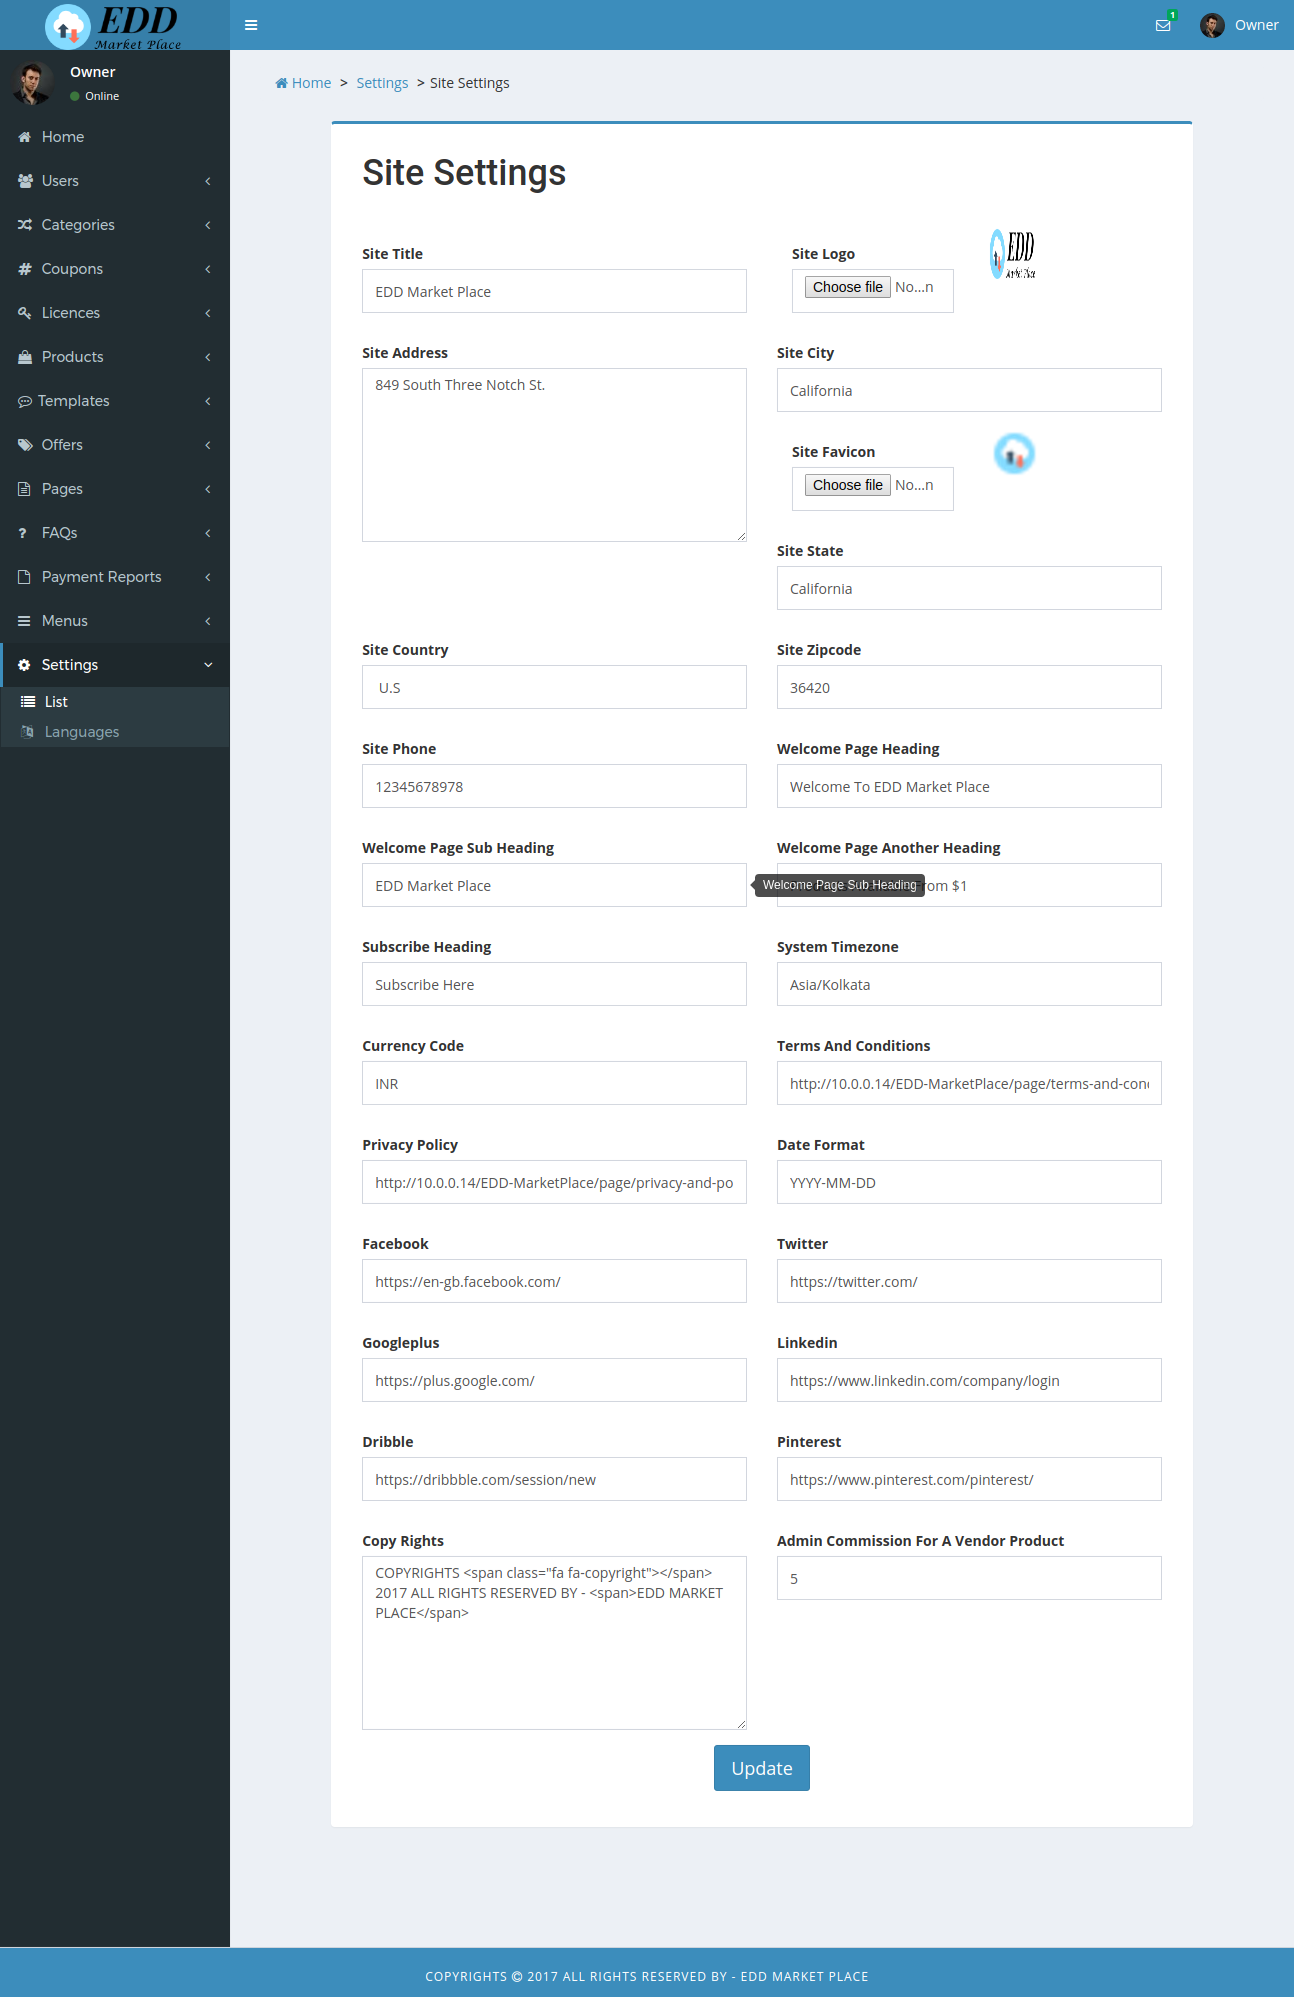 EDD
Market Place
1
Owner
Owner
Online
Home
Users
Categories
# Coupons
Licences
Products
Templates
Offers
Pages
? FAQs
Payment Reports
Menus
Settings
List
Languages
Home > Settings > Site Settings
Site Settings
Site Title
EDD Market Place
Site Logo
Choose file No...n
EDD
Market Place
Site Address
849 South Three Notch St.
Site City
California
Site Favicon
Choose file No...n
Site State
California
Site Country
U.S
Site Zipcode
36420
Site Phone
12345678978
Welcome Page Heading
Welcome To EDD Market Place
Welcome Page Sub Heading
EDD Market Place
Welcome Page Sub Heading
Welcome Page Another Heading
From $1
Subscribe Heading
Subscribe Here
System Timezone
Asia/Kolkata
Currency Code
INR
Terms And Conditions
http://10.0.0.14/EDD-MarketPlace/page/terms-and-con
Privacy Policy
http://10.0.0.14/EDD-MarketPlace/page/privacy-and-po
Date Format
YYYY-MM-DD
Facebook
https://en-gb.facebook.com/
Twitter
https://twitter.com/
Googleplus
https://plus.google.com/
Linkedin
https://www.linkedin.com/company/login
Dribble
https://dribbble.com/session/new
Pinterest
https://www.pinterest.com/pinterest/
Copy Rights
COPYRIGHTS <span class="fa fa-copyright"></span>
2017 ALL RIGHTS RESERVED BY - <span>EDD MARKET
PLACE</span>
Admin Commission For A Vendor Product
5
Update
COPYRIGHTS © 2017 ALL RIGHTS RESERVED BY - EDD MARKET PLACE